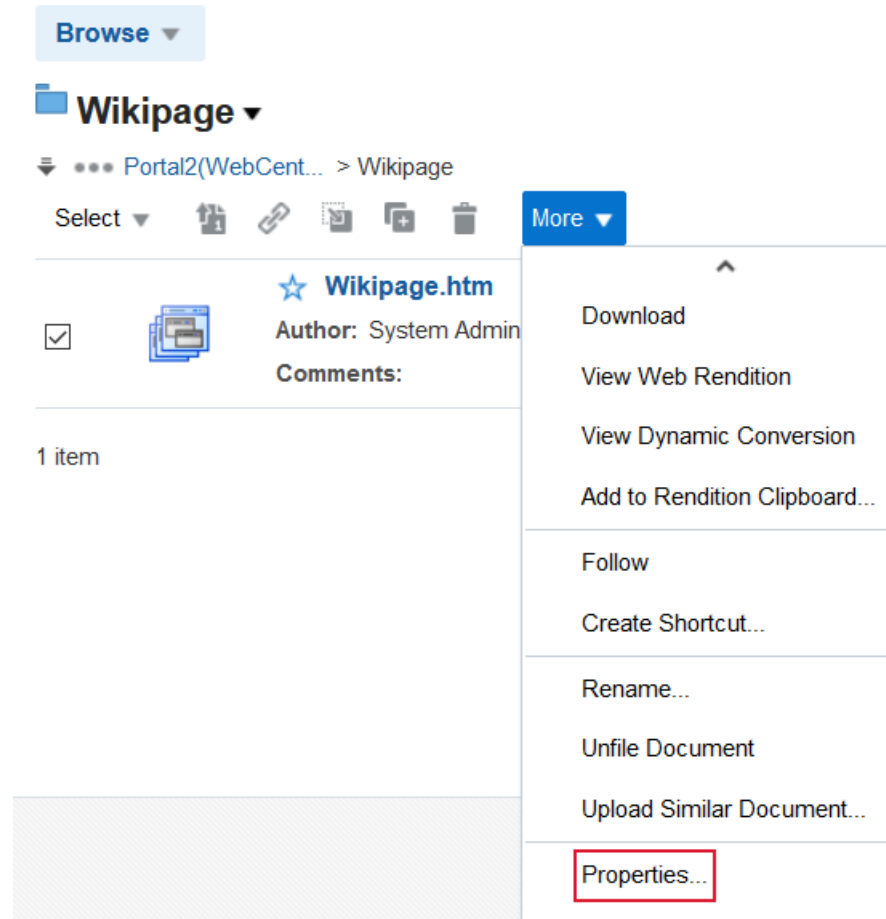 Browse
Wikipage
Portal2(WebCent... > Wikipage
Select
1
More
Wikipage.htm
Author: System Admin
Comments:
1 item
Download
View Web Rendition
View Dynamic Conversion
Add to Rendition Clipboard...
Follow
Create Shortcut...
Rename...
Unfile Document
Upload Similar Document...
Properties...